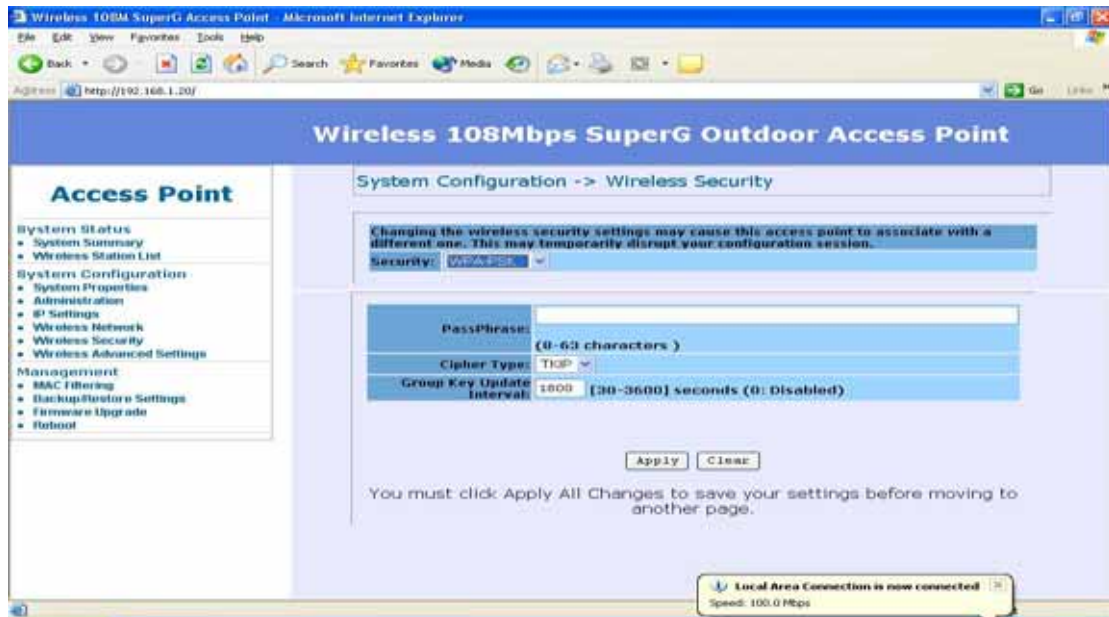 Wireless 108M SuperG Access Point - Microsoft Internet Explorer
File Edit View Favorites Tools Help
Back Search Favorites Media
Address http://192.168.1.20/ Go Links
Wireless 108Mbps SuperG Outdoor Access Point
Access Point
System Status
System Summary
Wireless Station List
System Configuration
System Properties
Administration
IP Settings
Wireless Network
Wireless Security
Wireless Advanced Settings
Management
MAC Filtering
Backup/Restore Settings
Firmware Upgrade
Reboot
System Configuration -> Wireless Security
Changing the wireless security settings may cause this access point to associate with a
different one. This may temporarily disrupt your configuration session.
Security: WPA-PSK
PassPhrase:
(8-63 characters )
Cipher Type: TKIP
Group Key Update
Interval: 1800 [30-3600] seconds (0: Disabled)
Apply Clear
You must click Apply All Changes to save your settings before moving to
another page.
Local Area Connection is now connected
Speed: 100.0 Mbps